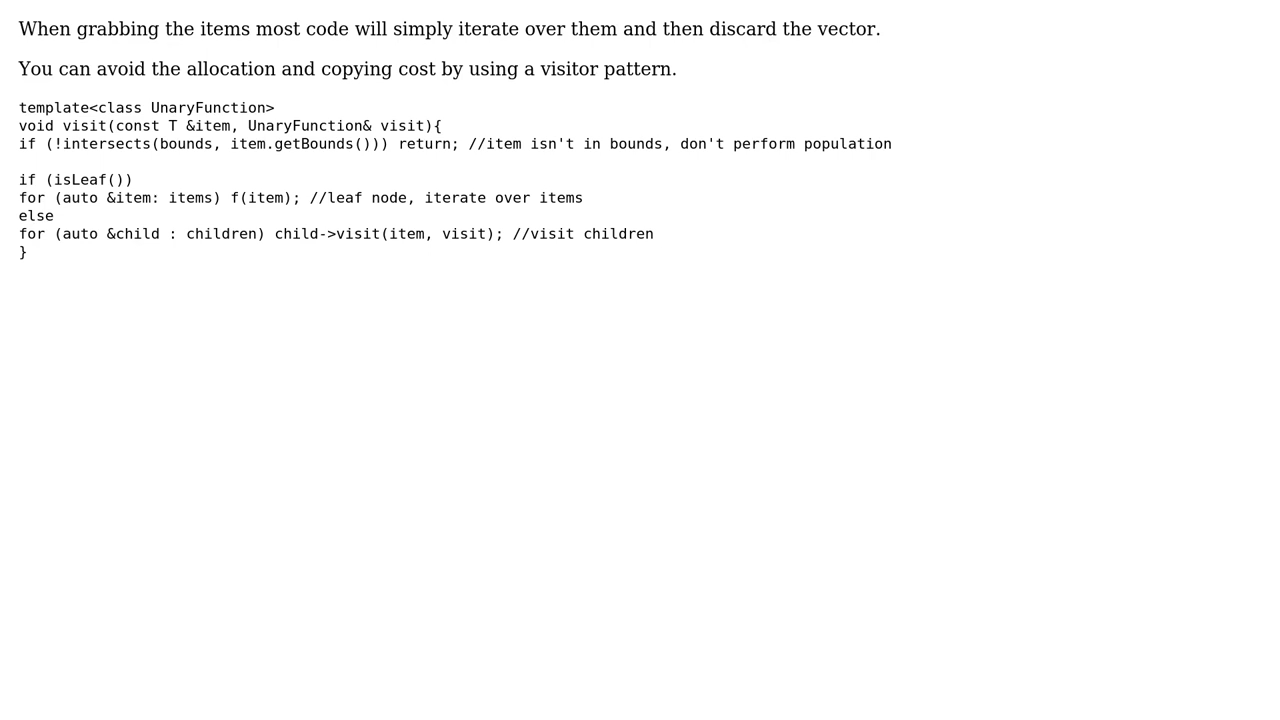 When grabbing the items most code will simply iterate over them and then discard the vector.
You can avoid the allocation and copying cost by using a visitor pattern.
template<class UnaryFunction>
void visit(const T &item, UnaryFunction& visit){
if (!intersects(bounds, item.getBounds())) return; //item isn't in bounds, don't perform population
if (isLeaf())
for (auto &item: items) f(item); //leaf node, iterate over items
else
for (auto &child : children) child->visit(item, visit); //visit children
}